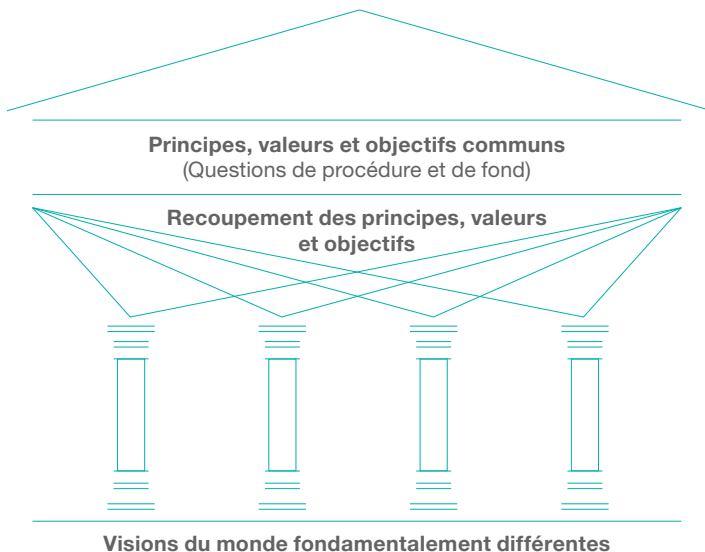 Principes, valeurs et objectifs communs
(Questions de procédure et de fond)
Recoupement des principes, valeurs
et objectifs
Visions du monde fondamentalement différentes